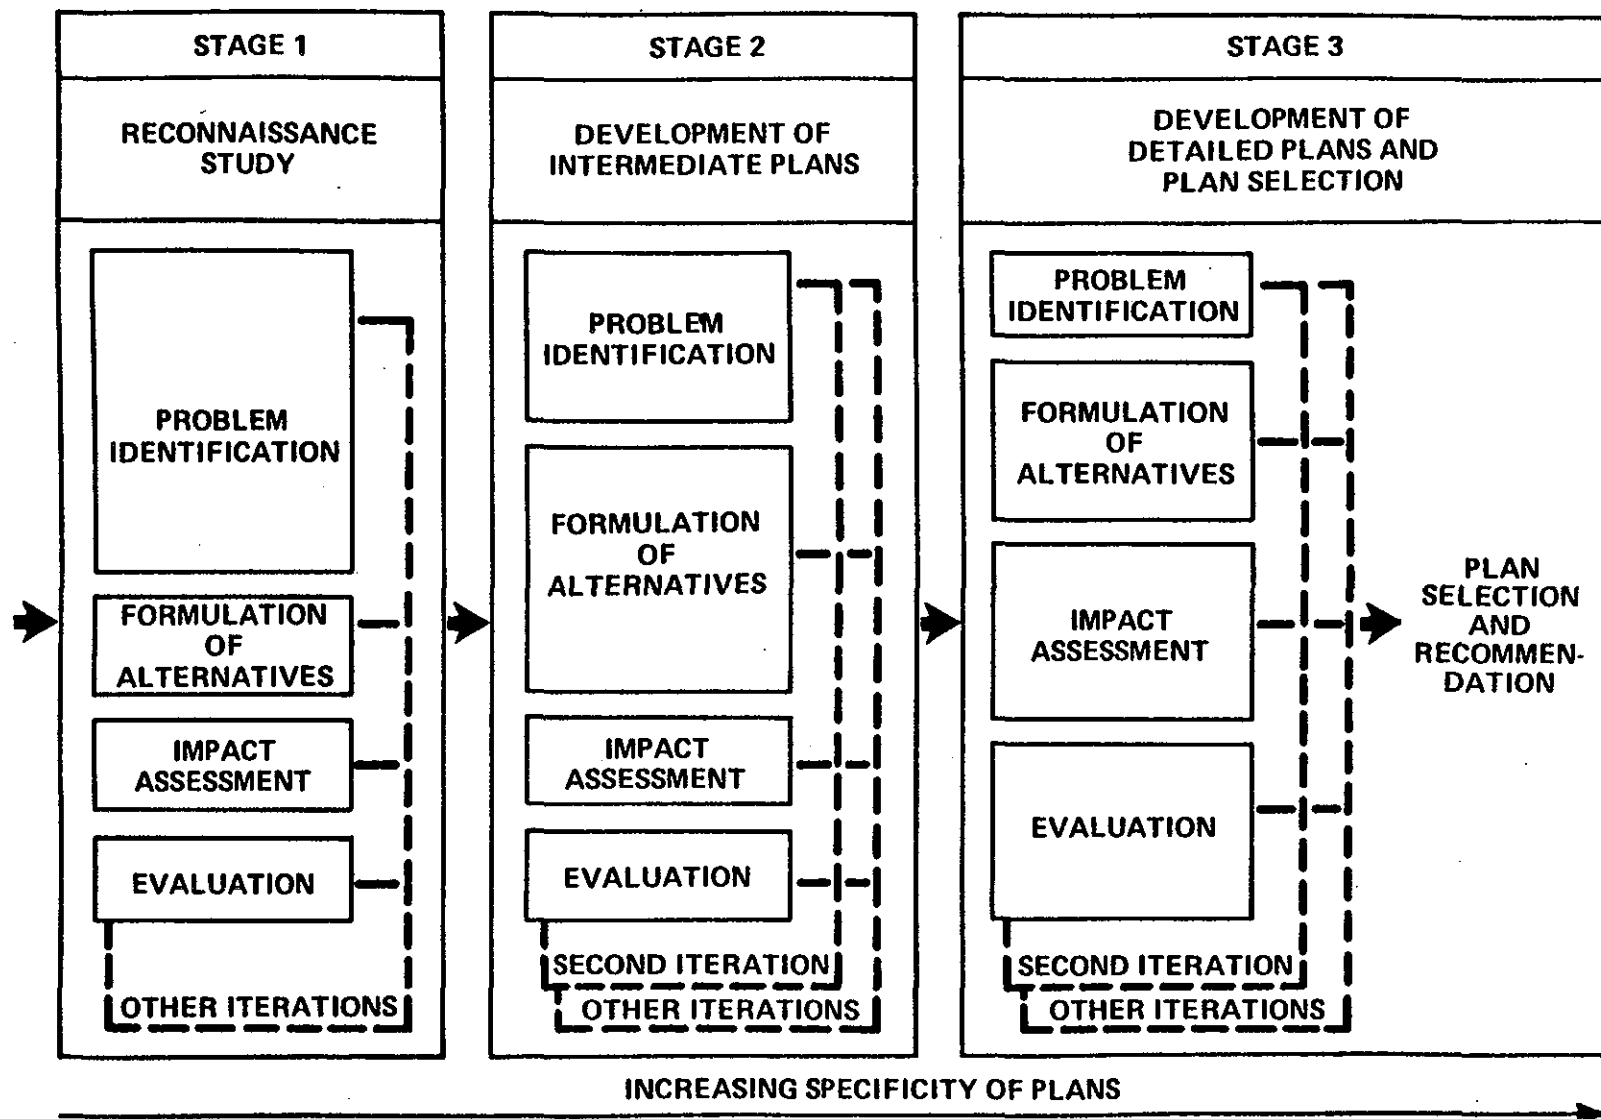 STAGE 1
RECONNAISSANCE
STUDY
PROBLEM
IDENTIFICATION
FORMULATION
OF
ALTERNATIVES
IMPACT
ASSESSMENT
EVALUATION
OTHER ITERATIONS
STAGE 2
DEVELOPMENT OF
INTERMEDIATE PLANS
PROBLEM
IDENTIFICATION
FORMULATION
OF
ALTERNATIVES
IMPACT
ASSESSMENT
EVALUATION
SECOND ITERATION
OTHER ITERATIONS
STAGE 3
DEVELOPMENT OF
DETAILED PLANS AND
PLAN SELECTION
PROBLEM
IDENTIFICATION
FORMULATION
OF
ALTERNATIVES
IMPACT
ASSESSMENT
EVALUATION
SECOND ITERATION
OTHER ITERATIONS
PLAN
SELECTION
AND
RECOMMEN-
DATION
INCREASING SPECIFICITY OF PLANS